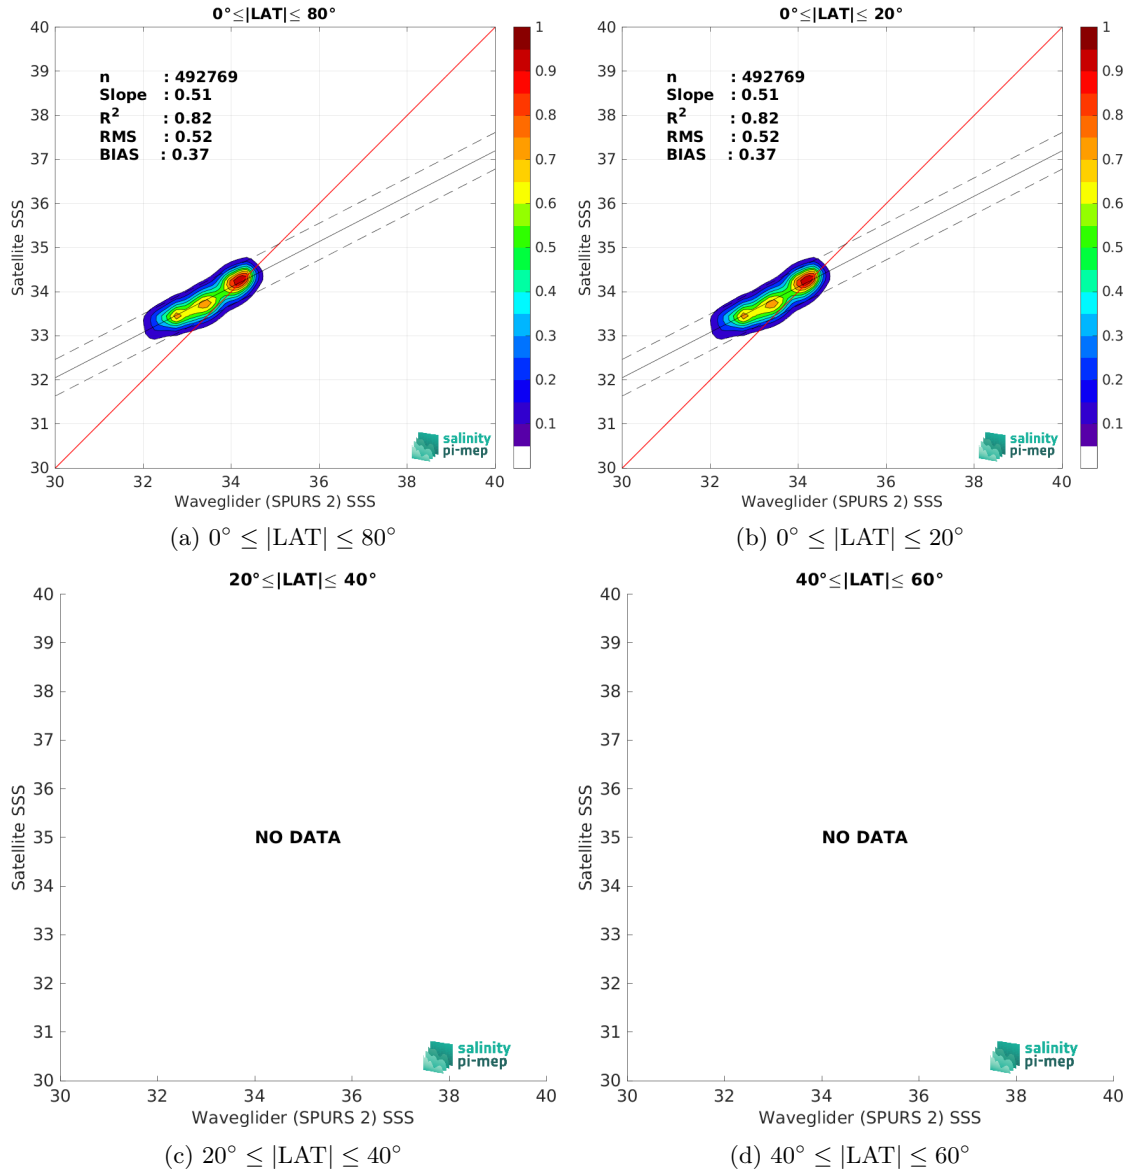 0°≤|LAT|≤ 80°
40
39
38
37
36
35
34
33
32
31
30
Satellite SSS
n : 492769
Slope : 0.51
R² : 0.82
RMS : 0.52
BIAS : 0.37
1
0.9
0.8
0.7
0.6
0.5
0.4
0.3
0.2
0.1
salinity
pi-mep
30 32 34 36 38 40
Waveglider (SPURS 2) SSS
(a) 0° ≤ |LAT| ≤ 80°
0°≤|LAT|≤ 20°
40
39
38
37
36
35
34
33
32
31
30
Satellite SSS
n : 492769
Slope : 0.51
R² : 0.82
RMS : 0.52
BIAS : 0.37
1
0.9
0.8
0.7
0.6
0.5
0.4
0.3
0.2
0.1
salinity
pi-mep
30 32 34 36 38 40
Waveglider (SPURS 2) SSS
(b) 0° ≤ |LAT| ≤ 20°
20°≤|LAT|≤ 40°
40
39
38
37
36
35
34
33
32
31
30
Satellite SSS
NO DATA
salinity
pi-mep
30 32 34 36 38 40
Waveglider (SPURS 2) SSS
(c) 20° ≤ |LAT| ≤ 40°
40°≤|LAT|≤ 60°
40
39
38
37
36
35
34
33
32
31
30
Satellite SSS
NO DATA
salinity
pi-mep
30 32 34 36 38 40
Waveglider (SPURS 2) SSS
(d) 40° ≤ |LAT| ≤ 60°